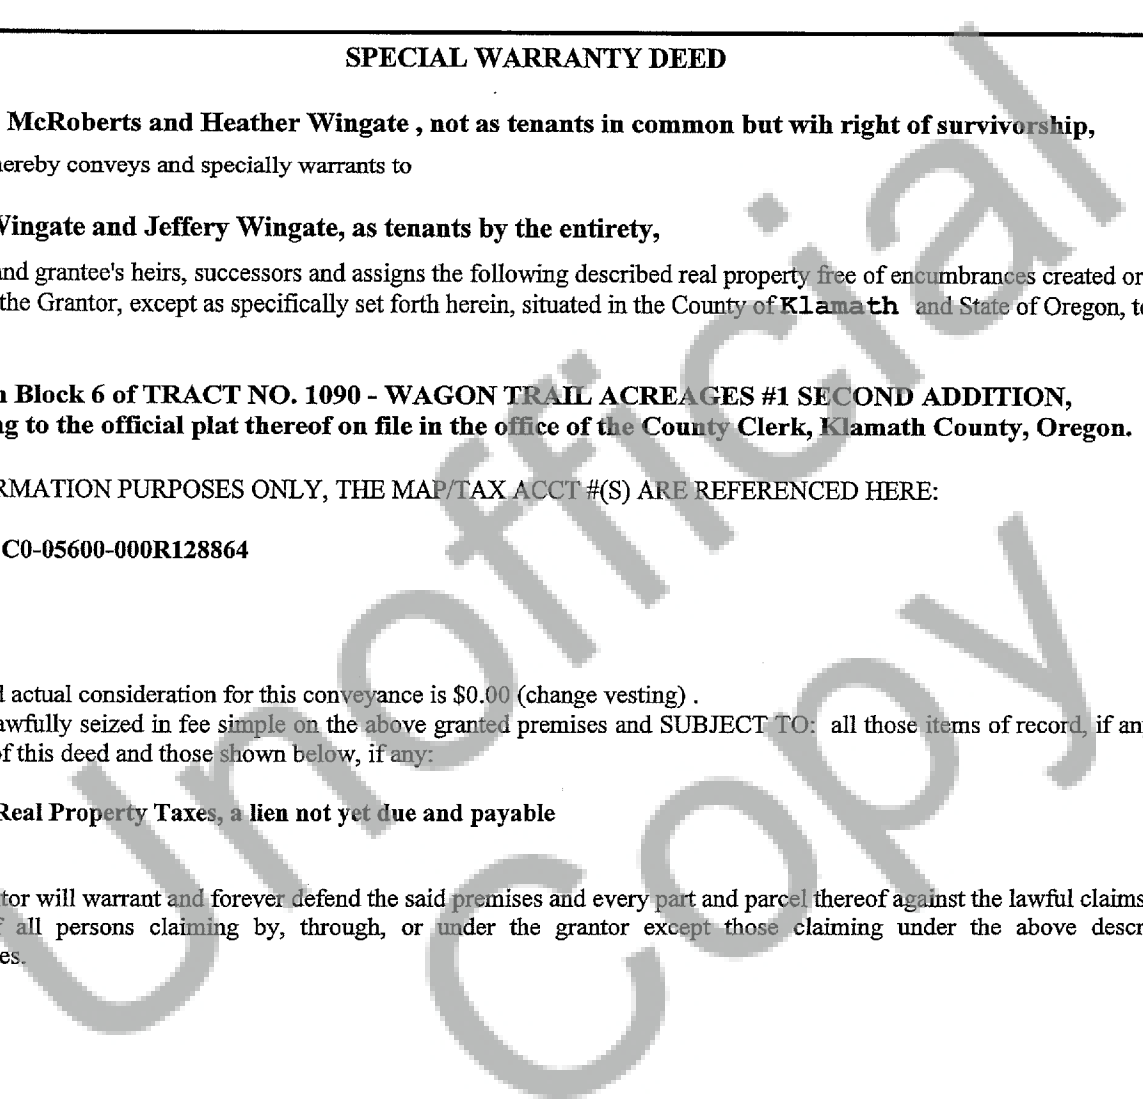 SPECIAL WARRANTY DEED
McRoberts and Heather Wingate , not as tenants in common but wih right of survivorship,
hereby conveys and specially warrants to
Wingate and Jeffery Wingate, as tenants by the entirety,
and grantee's heirs, successors and assigns the following described real property free of encumbrances created or
the Grantor, except as specifically set forth herein, situated in the County of Klamath and State of Oregon, to
Block 6 of TRACT NO. 1090 - WAGON TRAIL ACREAGES #1 SECOND ADDITION,
ng to the official plat thereof on file in the office of the County Clerk, Klamath County, Oregon.
RMATION PURPOSES ONLY, THE MAP/TAX ACCT #(S) ARE REFERENCED HERE:
C0-05600-000R128864
l actual consideration for this conveyance is $0.00 (change vesting) .
awfully seized in fee simple on the above granted premises and SUBJECT TO: all those items of record, if an
of this deed and those shown below, if any:
Real Property Taxes, a lien not yet due and payable
tor will warrant and forever defend the said premises and every part and parcel thereof against the lawful claims
f all persons claiming by, through, or under the grantor except those claiming under the above descr
es.
Unofficial
Copy